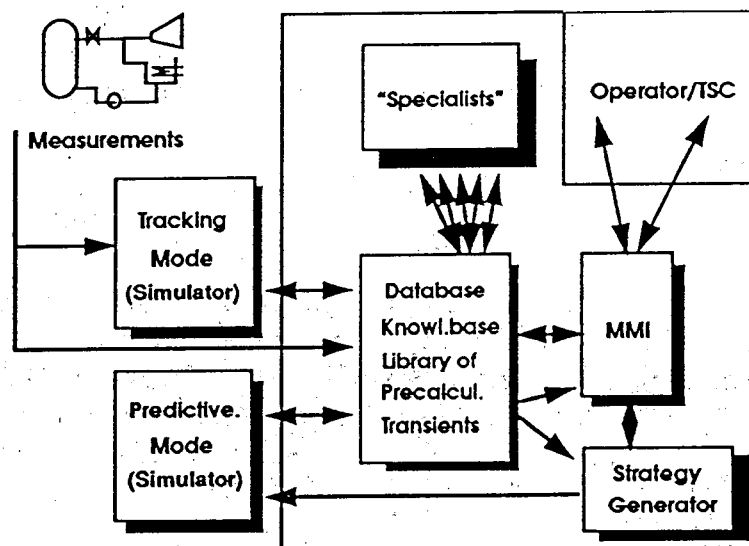 "Specialists"
Operator/TSC
Measurements
Tracking
Mode
(Simulator)
Database
Knowl.base
Library of
Precalcul.
Transients
MMI
Predictive.
Mode
(Simulator)
Strategy
Generator